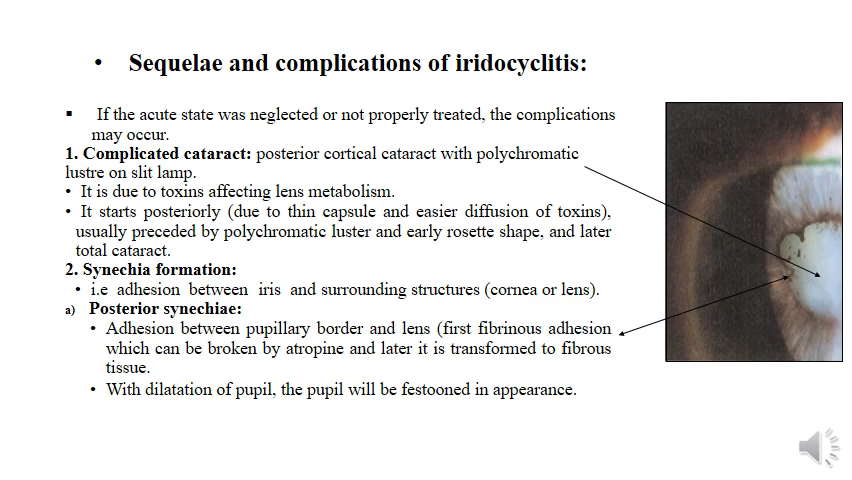 • Sequelae and complications of iridocyclitis:
▪ If the acute state was neglected or not properly treated, the complications
may occur.
1. Complicated cataract: posterior cortical cataract with polychromatic
lustre on slit lamp.
• It is due to toxins affecting lens metabolism.
• It starts posteriorly (due to thin capsule and easier diffusion of toxins),
usually preceded by polychromatic luster and early rosette shape, and later
total cataract.
2. Synechia formation:
• i.e adhesion between iris and surrounding structures (cornea or lens).
a) Posterior synechiae:
• Adhesion between pupillary border and lens (first fibrinous adhesion
which can be broken by atropine and later it is transformed to fibrous
tissue.
• With dilatation of pupil, the pupil will be festooned in appearance.